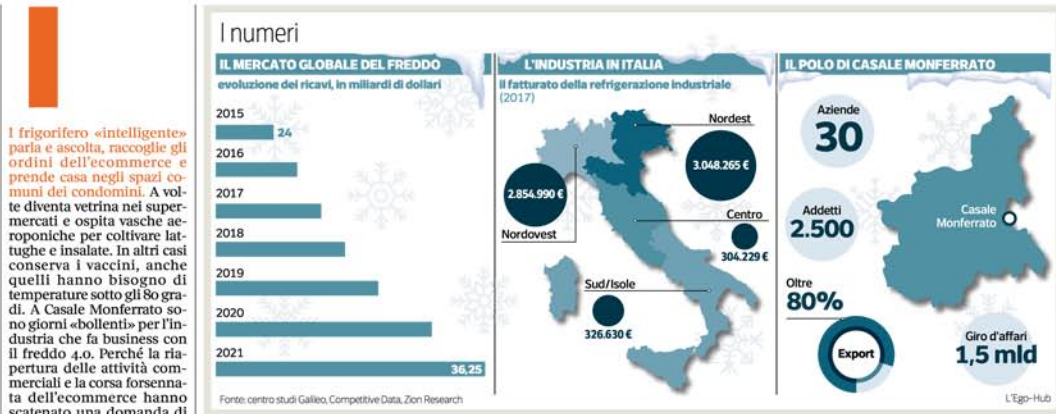 I
l frigorifero «intelligente»
parla e ascolta, raccoglie gli
ordini dell'ecommerce e
prende casa negli spazi co-
muni dei condomini. A vol-
te diventa vetrina nei super-
mercati e ospita vasche ae-
roponiche per coltivare lat-
tughe e insalate. In altri casi
conserva i vaccini, anche
quelli hanno bisogno di
temperature sotto gli 80 gra-
di. A Casale Monferrato so-
no giorni «bollenti» per l'in-
dustria che fa business con
il freddo 4.0. Perché la ria-
pertura delle attività com-
merciali e la corsa forsenna-
ta dell'ecommerce hanno
scatenato una domanda di
I numeri
IL MERCATO GLOBALE DEL FREDDO
evoluzione dei ricavi, in miliardi di dollari
2015
24
2016
2017
2018
2019
2020
2021
36,25
L'INDUSTRIA IN ITALIA
il fatturato della refrigerazione industriale
(2017)
Nordest
3.048.265 €
2.854.990 €
Nordovest
Centro
304.229 €
Sud/Isole
326.630 €
IL POLO DI CASALE MONFERRATO
Aziende
30
Addetti
2.500
Casale
Monferrato
Oltre
80%
Export
Giro d'affari
1,5 mld
Fonte: centro studi Galileo, Competitive Data, Zion Research
L'Ego-Hub